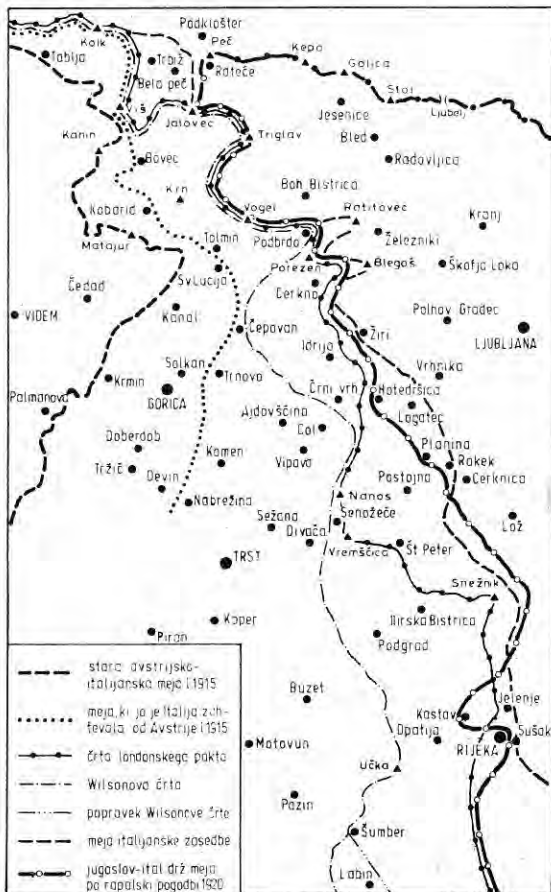 Podklošter
Kolk
Peč
Kepa
Tablja
Trbiž
Rateče
Golica
Bela peč
Stol
Ljubelj
Viš
Jalovec
Jesenice
Kanin
Triglav
Bled
Bovec
Radovljica
Krn
Boh Bistrica
Kobarid
Vogel
Ratitovec
Kranj
Matajur
Tolmin
Podbrdo
Železniki
Porezen
Blegoš
Sv.Lucija
Škofja Loka
Čedad
Cerkno
VIDEM
Kanal
Polhov Gradec
Čepovan
Žiri
LJUBLJANA
Idrija
Solkan
Vrhnika
Krmin
Trnovo
GORICA
Črni vrh
Hotedršica
Palmanova
Ajdovščina
Logatec
Col
Doberdob
Planina
Komen
Vipava
Rakek
Tržič
Cerknica
Devin
Postojna
Nabrežina
Nanos
Lož
Senožeče
Sežana
Divača
Vremščica
Št Peter
TRST
Snežnik
Koper
Ilirska Bistrica
Piran
Podgrad
Buzet
Jelenje
Kastav
Sušak
Opatija
RIJEKA
Motovun
Učka
Pazin
Šumber
Labin
stara avstrijsko-
italijanska meja l.1915
meja, ki jo je Italija zah-
tevala od Avstrije l.1915
črta londonskega pakta
Wilsonova črta
popravek Wilsonove črte
meja italijanske zasedbe
jugoslov-ital. drž meja
po rapalski pogodbi 1920